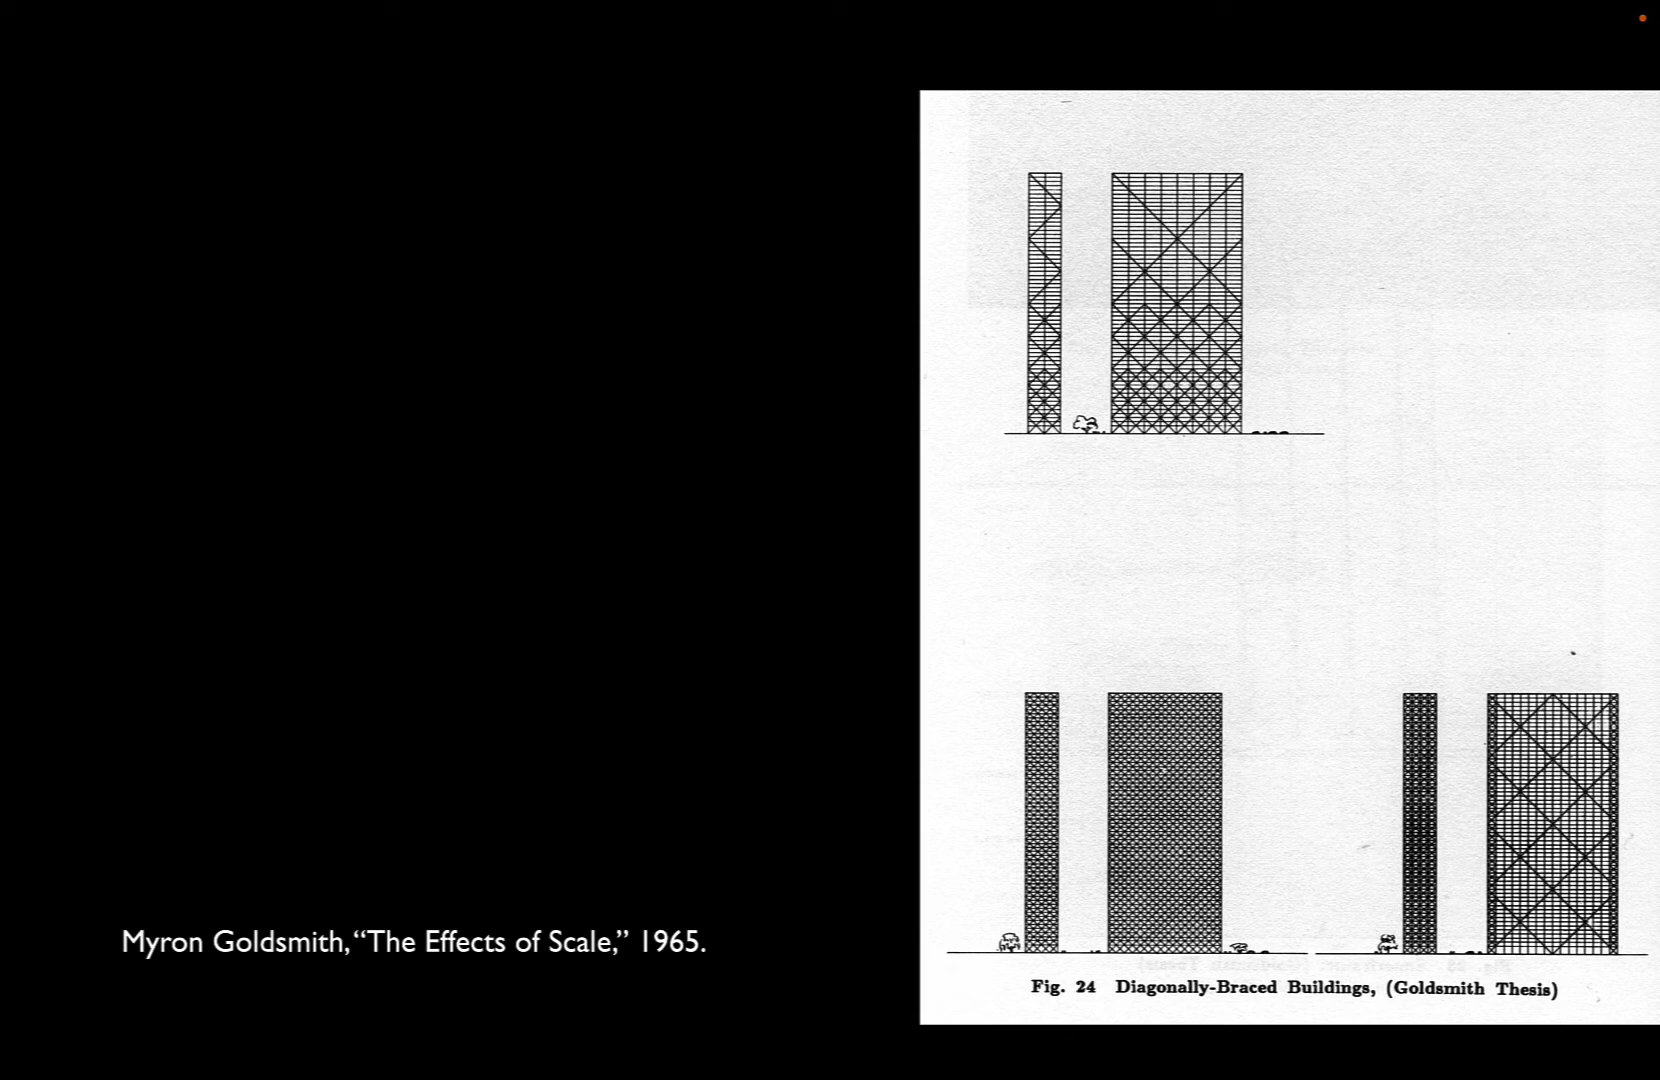 Myron Goldsmith, “The Effects of Scale,” 1965.
Fig. 24 Diagonally-Braced Buildings, (Goldsmith Thesis)